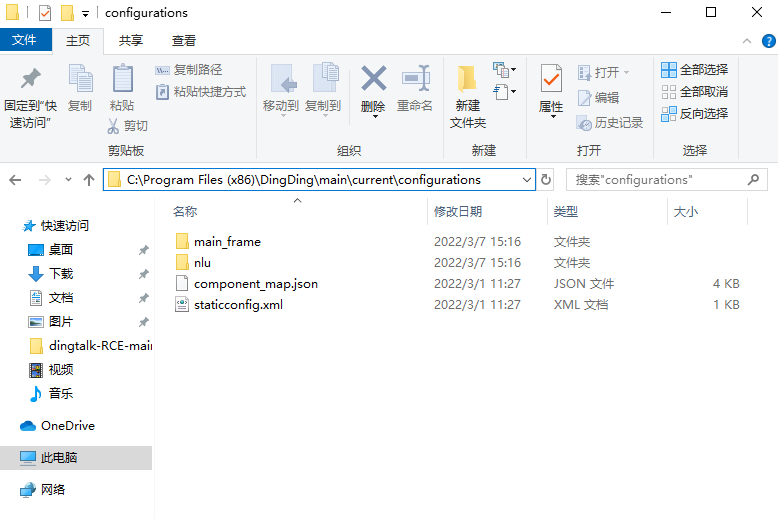 configurations
文件 主页 共享 查看
固定到"快速访问" 复制 粘贴 复制路径 粘贴快捷方式 剪切 移动到 复制到 删除 重命名 新建文件夹 属性 打开 编辑 历史记录 全部选择 全部取消 反向选择
剪贴板 组织 新建 打开 选择
C:\Program Files (x86)\DingDing\main\current\configurations 搜索"configurations"
名称 修改日期 类型 大小
快速访问
桌面
下载
文档
图片
dingtalk-RCE-main
视频
音乐
OneDrive
此电脑
网络
main_frame 2022/3/7 15:16 文件夹
nlu 2022/3/7 15:16 文件夹
component_map.json 2022/3/1 11:27 JSON 文件 4 KB
staticconfig.xml 2022/3/1 11:27 XML 文档 1 KB